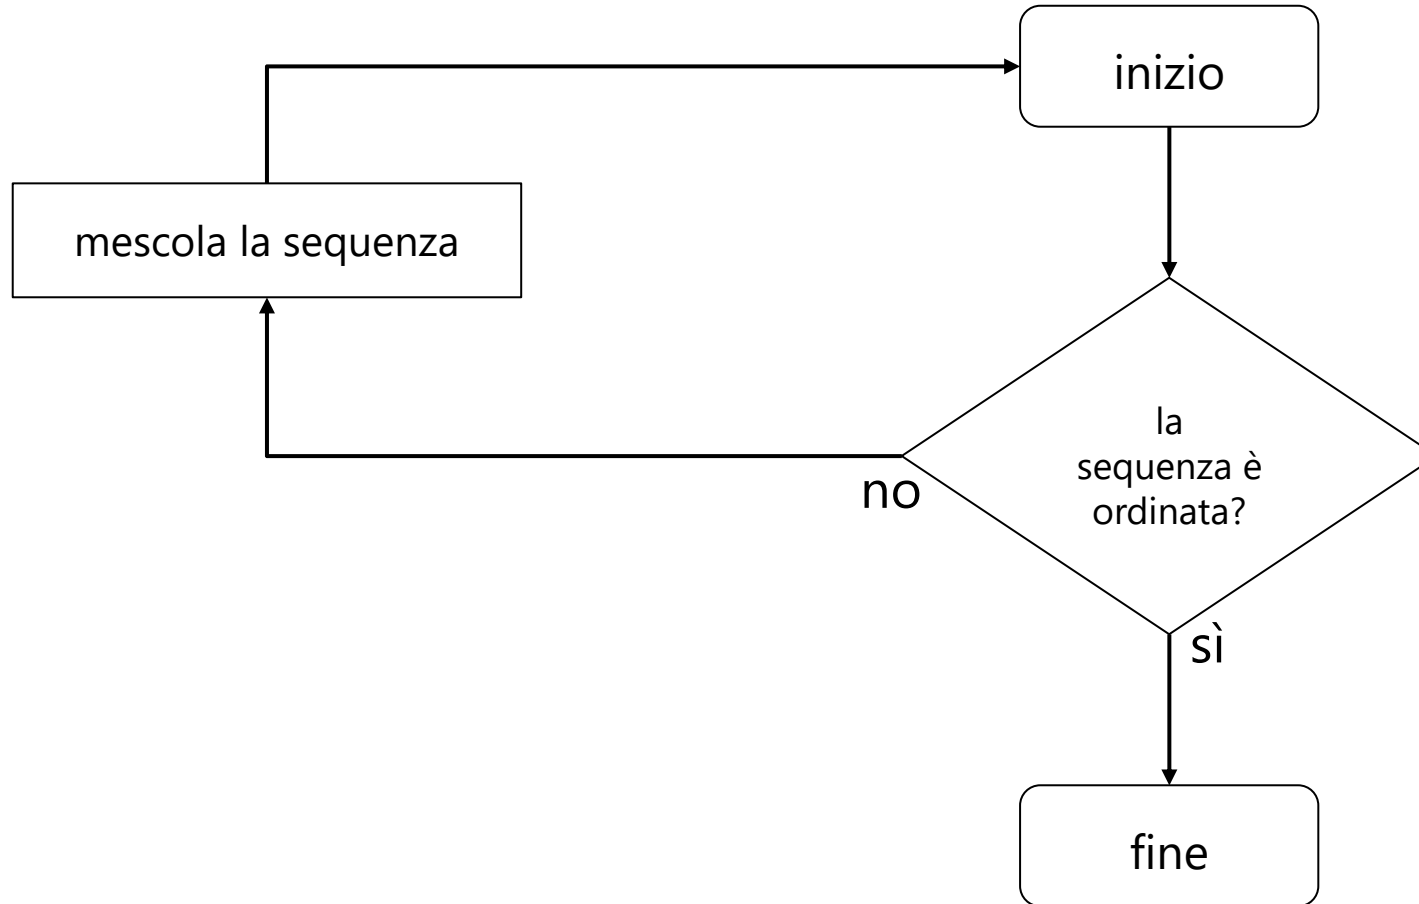 inizio
mescola la sequenza
la
sequenza è
ordinata?
no
sì
fine